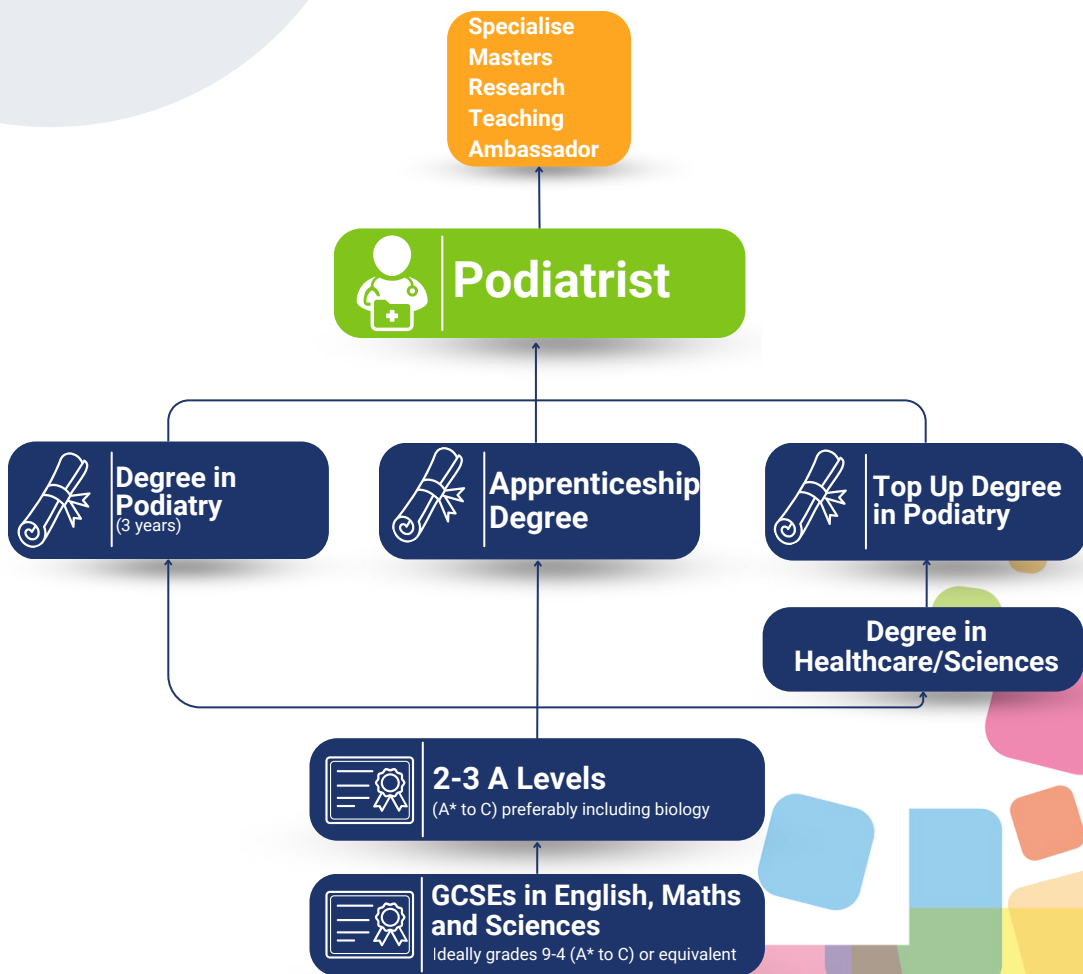 Specialise
Masters
Research
Teaching
Ambassador
Podiatrist
Degree in
Podiatry
(3 years)
Apprenticeship
Degree
Top Up Degree
in Podiatry
Degree in
Healthcare/Sciences
2-3 A Levels
(A* to C) preferably including biology
GCSEs in English, Maths
and Sciences
Ideally grades 9-4 (A* to C) or equivalent